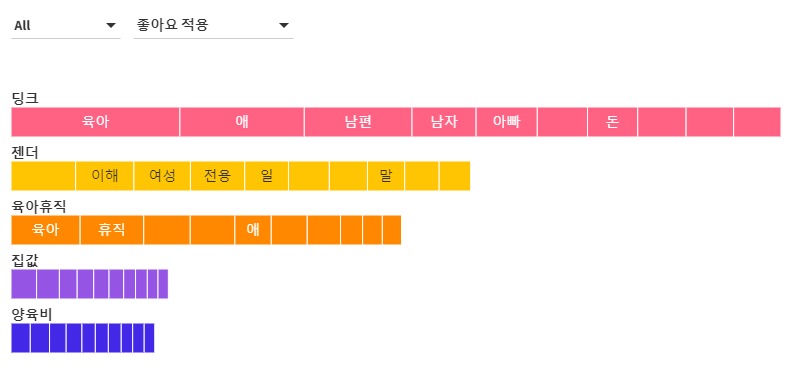 All 좋아요 적용
딩크
육아 애 남편 남자 아빠 돈
젠더
이해 여성 전용 일 말
육아휴직
육아 휴직 애
집값
양육비